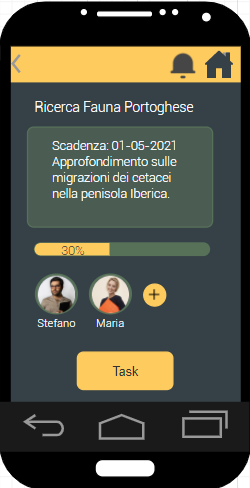 Ricerca Fauna Portoghese
Scadenza: 01-05-2021
Approfondimento sulle
migrazioni dei cetacei
nella penisola Iberica.
30%
Stefano Maria
Task